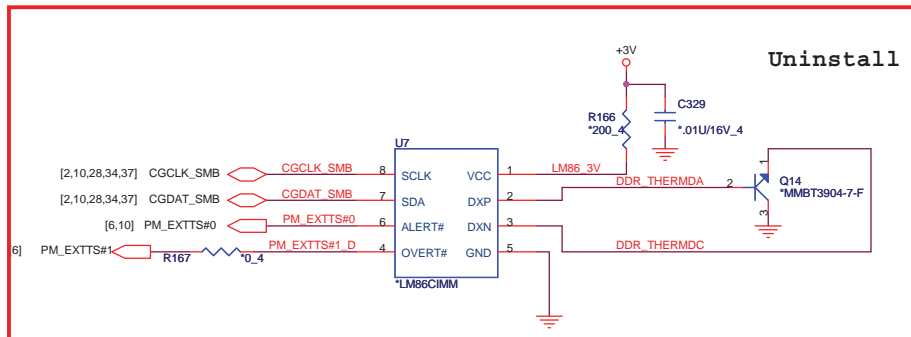 +3V
Uninstall
R166
*200_4
C329
*.01U/16V_4
U7
[2,10,28,34,37] CGCLK_SMB CGCLK_SMB 8 SCLK VCC 1 LM86_3V
[2,10,28,34,37] CGDAT_SMB CGDAT_SMB 7 SDA DXP 2 DDR_THERMDA 2
1
Q14
*MMBT3904-7-F
3
[6,10] PM_EXTTS#0 PM_EXTTS#0 6 ALERT# DXN 3 DDR_THERMDC
6] PM_EXTTS#1 R167 *0_4 PM_EXTTS#1_D 4 OVERT# GND 5
*LM86CIMM